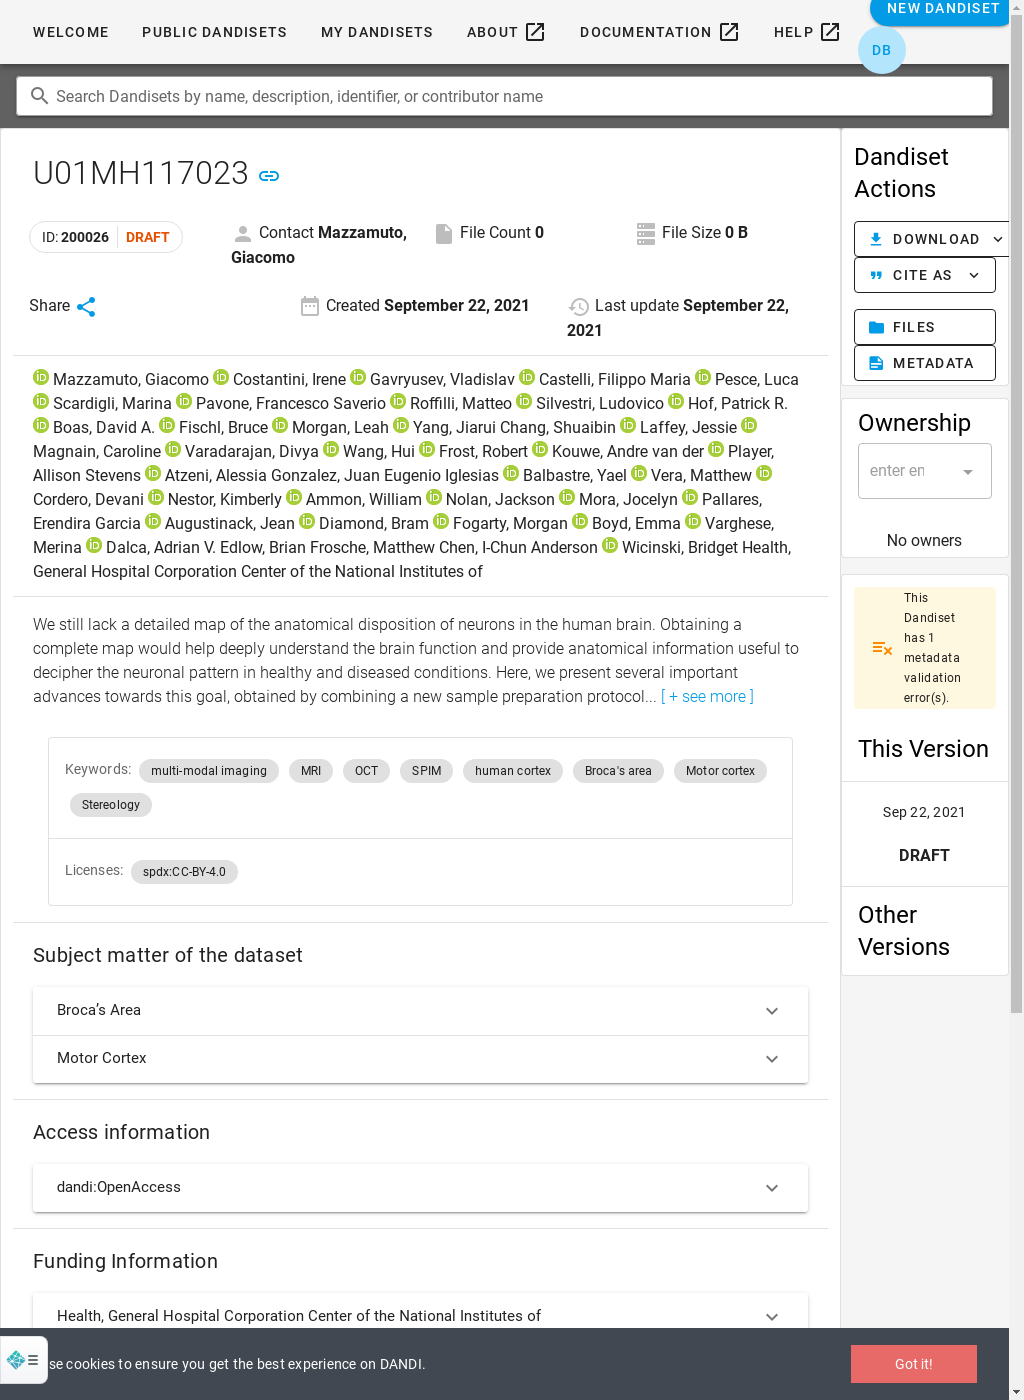 WELCOME PUBLIC DANDISETS MY DANDISETS ABOUT DOCUMENTATION HELP NEW DANDISET
DB
Search Dandisets by name, description, identifier, or contributor name
U01MH117023
ID: 200026 DRAFT
Contact Mazzamuto, Giacomo
File Count 0
File Size 0 B
Share
Created September 22, 2021
Last update September 22, 2021
Mazzamuto, Giacomo Costantini, Irene Gavryusev, Vladislav Castelli, Filippo Maria Pesce, Luca
Scardigli, Marina Pavone, Francesco Saverio Roffilli, Matteo Silvestri, Ludovico Hof, Patrick R.
Boas, David A. Fischl, Bruce Morgan, Leah Yang, Jiarui Chang, Shuaibin Laffey, Jessie
Magnain, Caroline Varadarajan, Divya Wang, Hui Frost, Robert Kouwe, Andre van der Player,
Allison Stevens Atzeni, Alessia Gonzalez, Juan Eugenio Iglesias Balbastre, Yael Vera, Matthew
Cordero, Devani Nestor, Kimberly Ammon, William Nolan, Jackson Mora, Jocelyn Pallares,
Erendira Garcia Augustinack, Jean Diamond, Bram Fogarty, Morgan Boyd, Emma Varghese,
Merina Dalca, Adrian V. Edlow, Brian Frosche, Matthew Chen, I-Chun Anderson Wicinski, Bridget Health,
General Hospital Corporation Center of the National Institutes of
We still lack a detailed map of the anatomical disposition of neurons in the human brain. Obtaining a
complete map would help deeply understand the brain function and provide anatomical information useful to
decipher the neuronal pattern in healthy and diseased conditions. Here, we present several important
advances towards this goal, obtained by combining a new sample preparation protocol... [ + see more ]
Keywords: multi-modal imaging MRI OCT SPIM human cortex Broca's area Motor cortex
Stereology
Licenses: spdx:CC-BY-4.0
Subject matter of the dataset
Broca’s Area
Motor Cortex
Access information
dandi:OpenAccess
Funding Information
Health, General Hospital Corporation Center of the National Institutes of
Dandiset
Actions
DOWNLOAD
CITE AS
FILES
METADATA
Ownership
enter en
No owners
This
Dandiset
has 1
metadata
validation
error(s).
This Version
Sep 22, 2021
DRAFT
Other
Versions
se cookies to ensure you get the best experience on DANDI.
Got it!